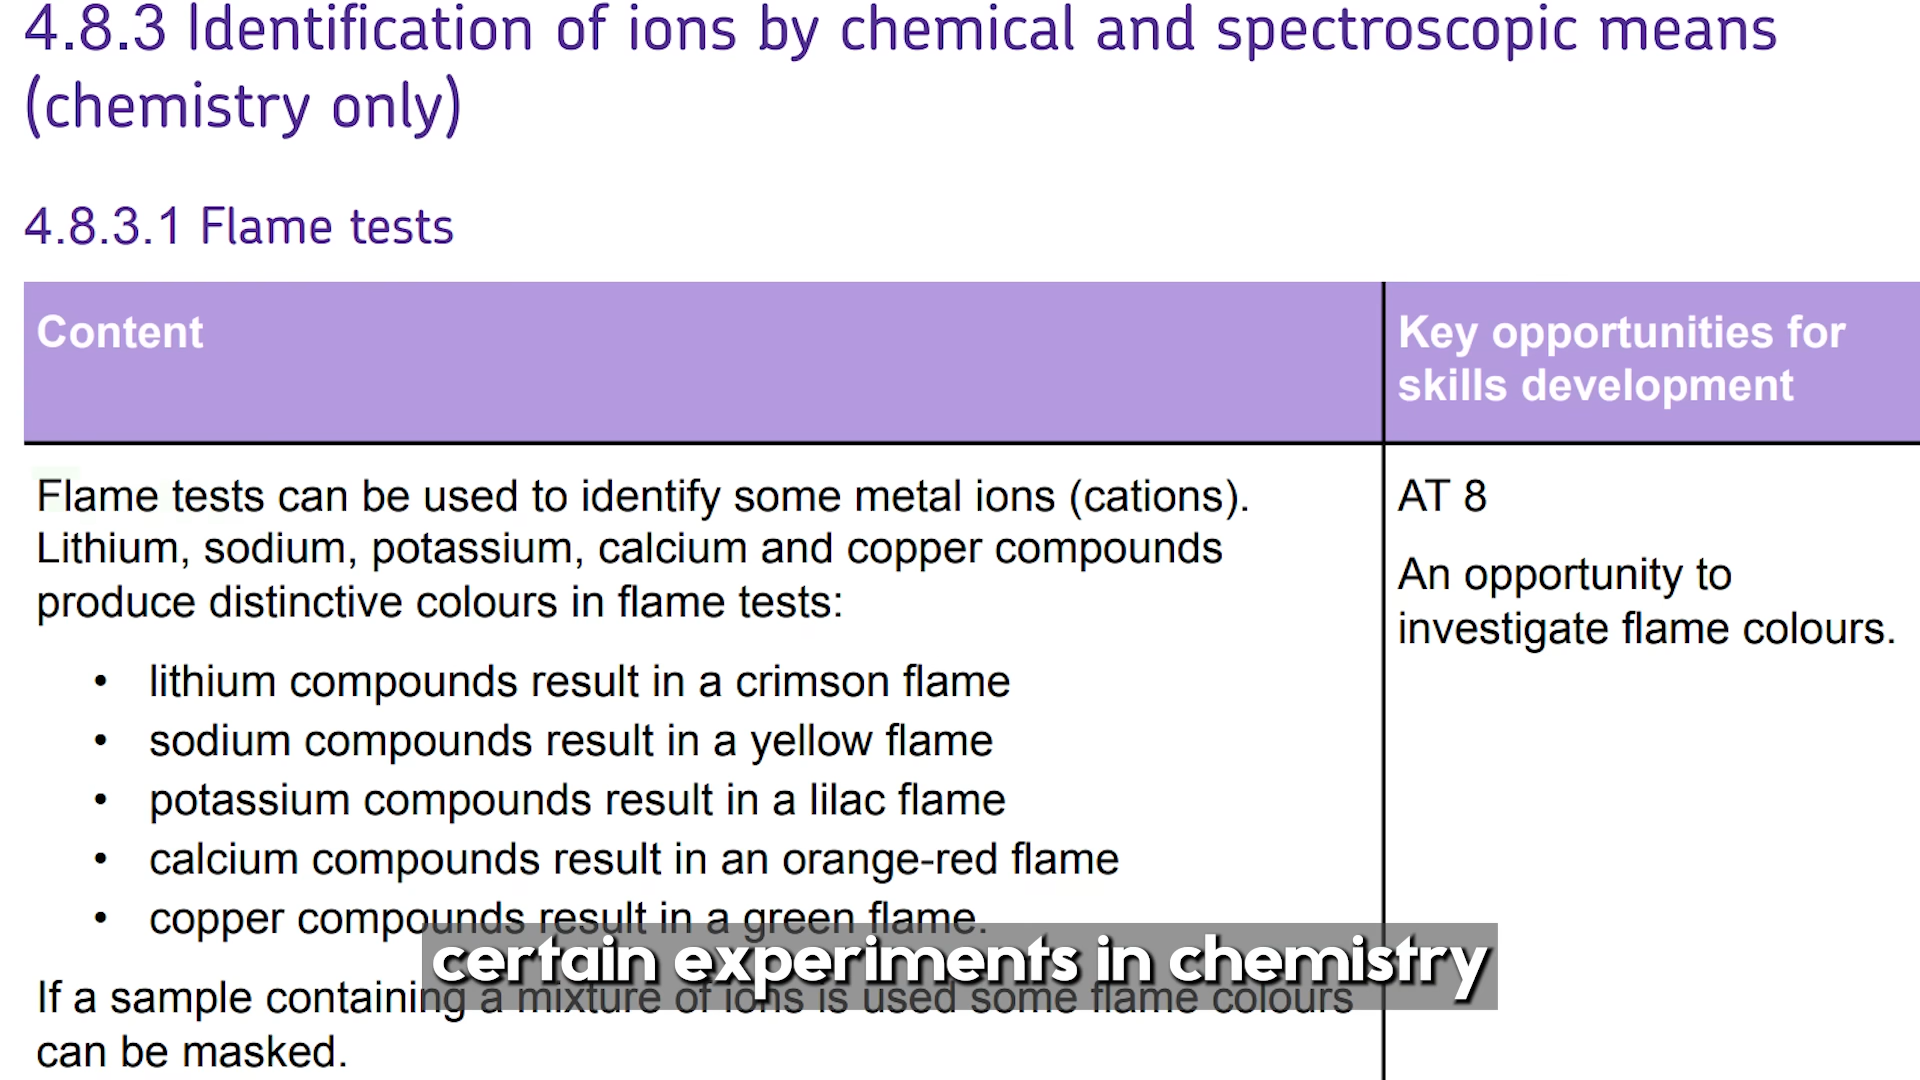 4.8.3 Identification of ions by chemical and spectroscopic means
(chemistry only)
4.8.3.1 Flame tests
Content
Key opportunities for
skills development
Flame tests can be used to identify some metal ions (cations).
Lithium, sodium, potassium, calcium and copper compounds
produce distinctive colours in flame tests:
• lithium compounds result in a crimson flame
• sodium compounds result in a yellow flame
• potassium compounds result in a lilac flame
• calcium compounds result in an orange-red flame
• copper compounds result in a green flame.
If a sample containing a mixture of ions is used some flame colours
can be masked.
AT 8
An opportunity to
investigate flame colours.
certain experiments in chemistry